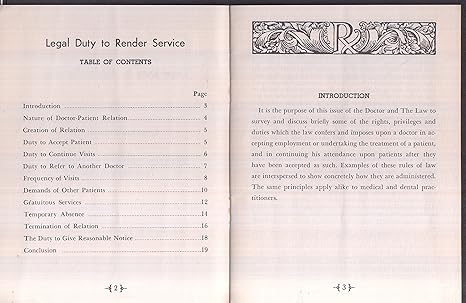 Legal Duty to Render Service
TABLE OF CONTENTS
Page
Introduction 3
Nature of Doctor-Patient Relation 4
Creation of Relation 5
Duty to Accept Patient 5
Duty to Continue Visits 6
Duty to Refer to Another Doctor 7
Frequency of Visits 8
Demands of Other Patients 10
Gratuitous Services 12
Temporary Absence 14
Termination of Relation 16
The Duty to Give Reasonable Notice 18
Conclusion 19
2
Rx
INTRODUCTION
It is the purpose of this issue of the Doctor and The Law to
survey and discuss briefly some of the rights, privileges and
duties which the law confers and imposes upon a doctor in ac-
cepting employment or undertaking the treatment of a patient,
and in continuing his attendance upon patients after they
have been accepted as such. Examples of these rules of law
are interspersed to show concretely how they are administered.
The same principles apply alike to medical and dental prac-
titioners.
3